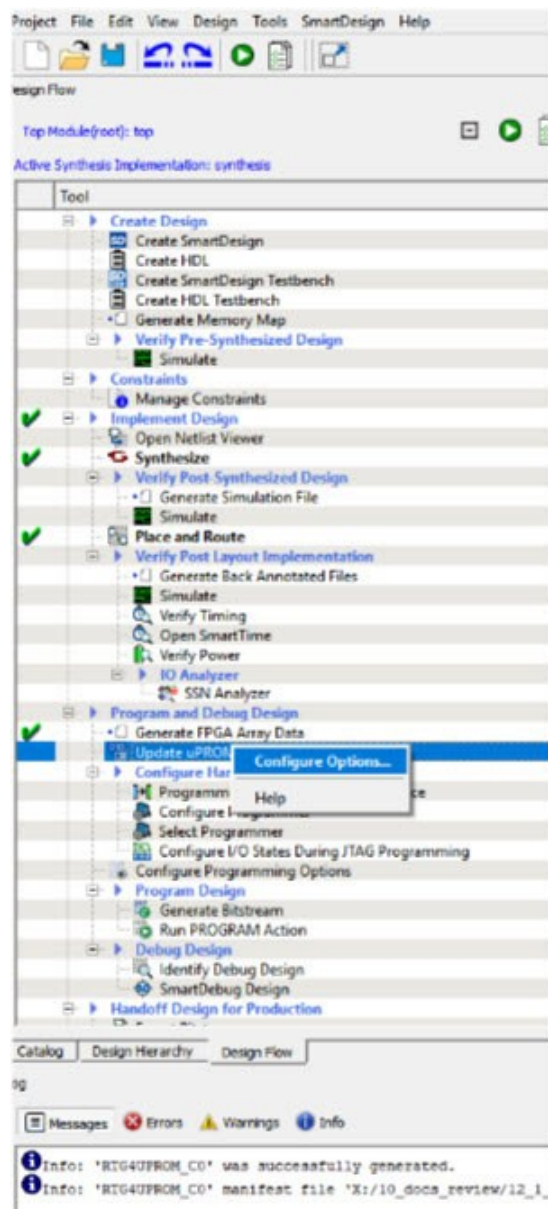 Project File Edit View Design Tools SmartDesign Help
esign Flow
Top Module(root): top
Active Synthesis Implementation: synthesis
Tool
Create Design
Create SmartDesign
Create HDL
Create SmartDesign Testbench
Create HDL Testbench
Generate Memory Map
Verify Pre-Synthesized Design
Simulate
Constraints
Manage Constraints
Implement Design
Open Netlist Viewer
Synthesize
Verify Post-Synthesized Design
Generate Simulation File
Simulate
Place and Route
Verify Post Layout Implementation
Generate Back Annotated Files
Simulate
Verify Timing
Open SmartTime
Verify Power
IO Analyzer
SSN Analyzer
Program and Debug Design
Generate FPGA Array Data
Update uPROM
Configure Options...
Configure Har
Programm ce
Help
Configure
Select Programmer
Configure I/O States During JTAG Programming
Configure Programming Options
Program Design
Generate Bitstream
Run PROGRAM Action
Debug Design
Identify Debug Design
SmartDebug Design
Handoff Design for Production
Catalog Design Hierarchy Design Flow
og
Messages Errors Warnings Info
Info: 'RTG4UPROM_C0' was successfully generated.
Info: 'RTG4UPROM_C0' manifest file 'X:/10_docs_review/12_1_